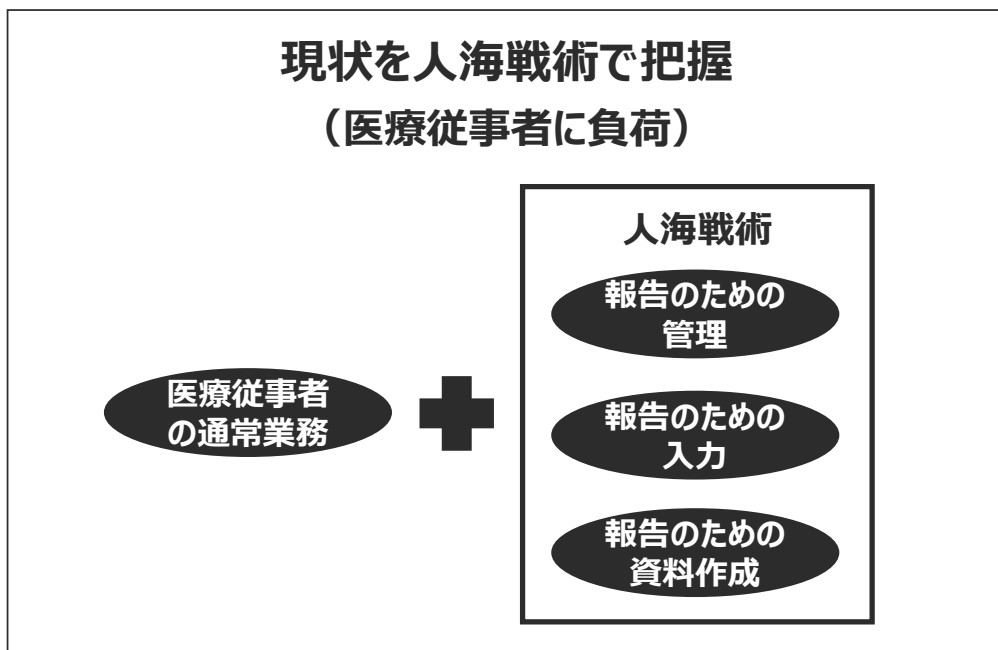 現状を人海戦術で把握
（医療従事者に負荷）
医療従事者
の通常業務
人海戦術
報告のための
管理
報告のための
入力
報告のための
資料作成